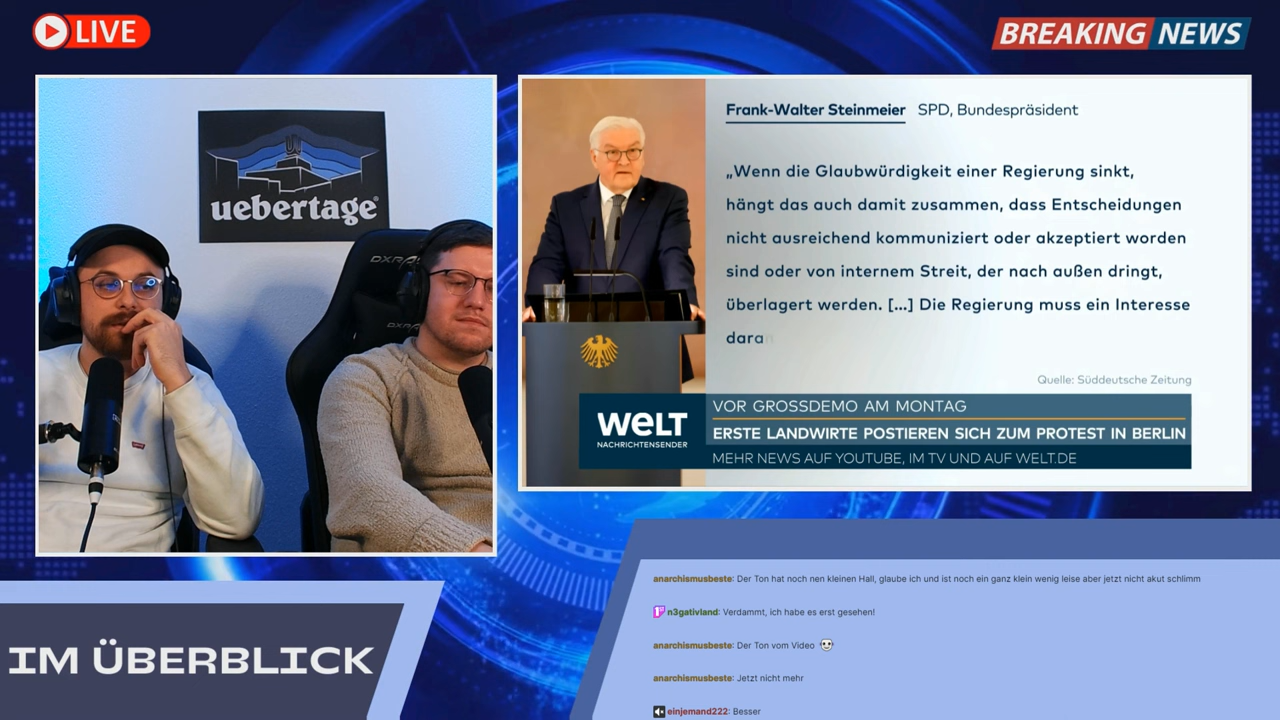 LIVE
BREAKING NEWS
uebertage
DXRA
DXRA
Frank-Walter Steinmeier SPD, Bundespräsident
„Wenn die Glaubwürdigkeit einer Regierung sinkt,
hängt das auch damit zusammen, dass Entscheidungen
nicht ausreichend kommuniziert oder akzeptiert worden
sind oder von internem Streit, der nach außen dringt,
überlagert werden. [...] Die Regierung muss ein Interesse
daran
Quelle: Süddeutsche Zeitung
WELT
NACHRICHTENSENDER
VOR GROSSDEMO AM MONTAG
ERSTE LANDWIRTE POSTIEREN SICH ZUM PROTEST IN BERLIN
MEHR NEWS AUF YOUTUBE, IM TV UND AUF WELT.DE
anarchismusbeste: Der Ton hat noch nen kleinen Hall, glaube ich und ist noch ein ganz klein wenig leise aber jetzt nicht akut schlimm
n3gativland: Verdammt, ich habe es erst gesehen!
anarchismusbeste: Der Ton vom Video
anarchismusbeste: Jetzt nicht mehr
einjemand222: Besser
IM ÜBERBLICK